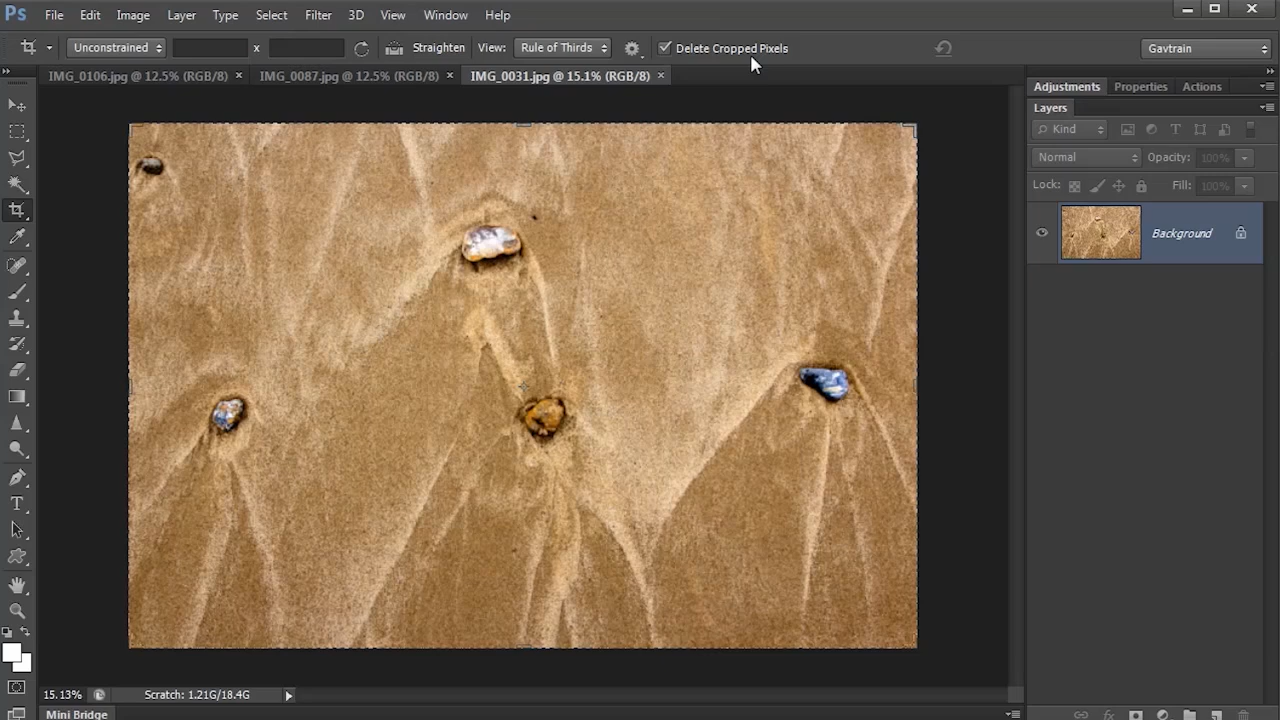 Ps File Edit Image Layer Type Select Filter 3D View Window Help
Unconstrained x Straighten View: Rule of Thirds Delete Cropped Pixels Gavtrain
IMG_0106.jpg @ 12.5% (RGB/8) × IMG_0087.jpg @ 12.5% (RGB/8) × IMG_0031.jpg @ 15.1% (RGB/8) ×
Adjustments Properties Actions
Layers
Kind
Normal Opacity: 100%
Lock: Fill: 100%
Background
15.13% Scratch: 1.21G/18.4G
Mini Bridge